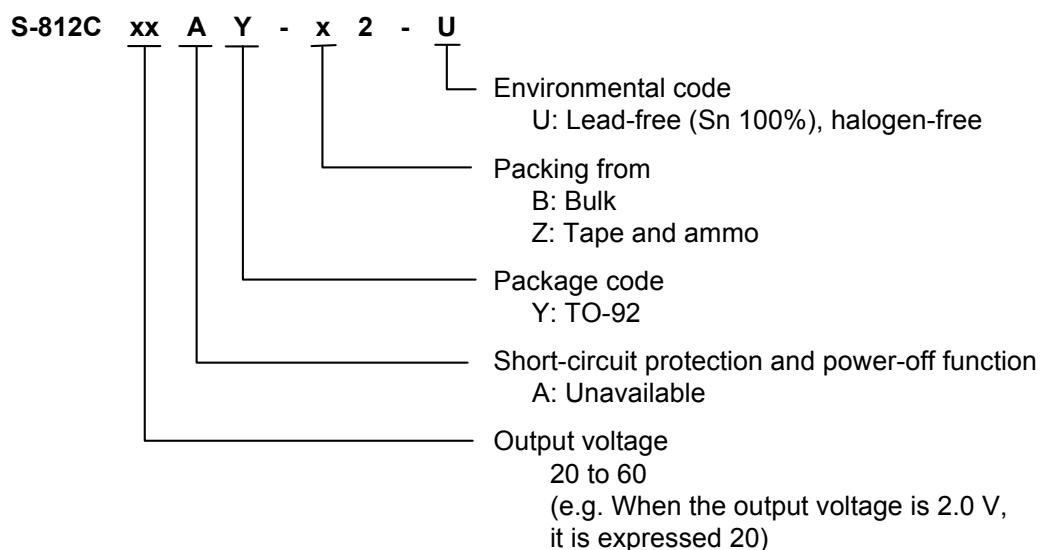 S-812C xx A Y - x 2 - U
Environmental code
U: Lead-free (Sn 100%), halogen-free
Packing from
B: Bulk
Z: Tape and ammo
Package code
Y: TO-92
Short-circuit protection and power-off function
A: Unavailable
Output voltage
20 to 60
(e.g. When the output voltage is 2.0 V,
it is expressed 20)